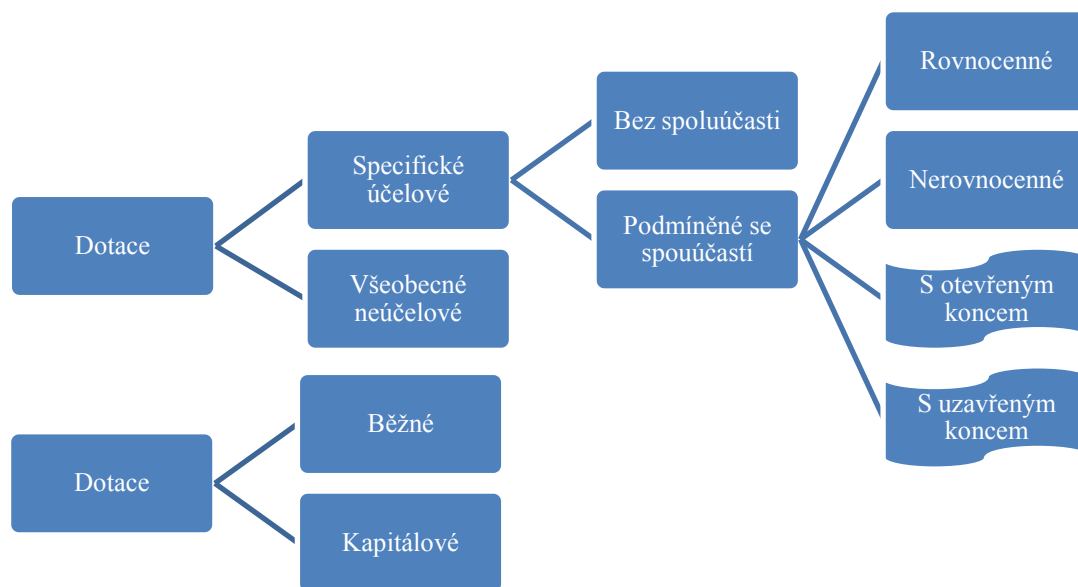 Dotace
Specifické
účelové
Všeobecné
neúčelové
Bez spoluúčasti
Podmíněné se
spouúčastí
Rovnocenné
Nerovnocenné
S otevřeným
koncem
S uzavřeným
koncem
Dotace
Běžné
Kapitálové